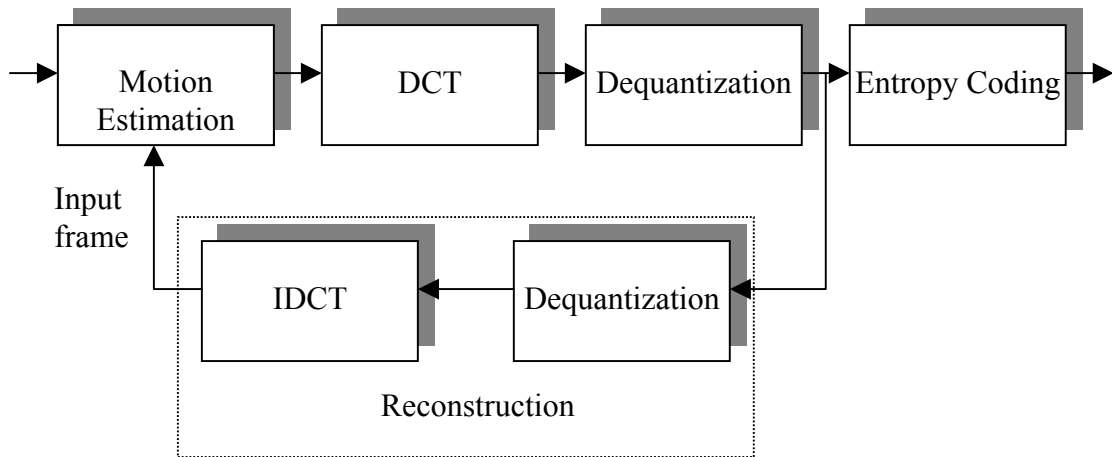 Motion
Estimation
DCT
Dequantization
Entropy Coding
Input
frame
IDCT
Dequantization
Reconstruction